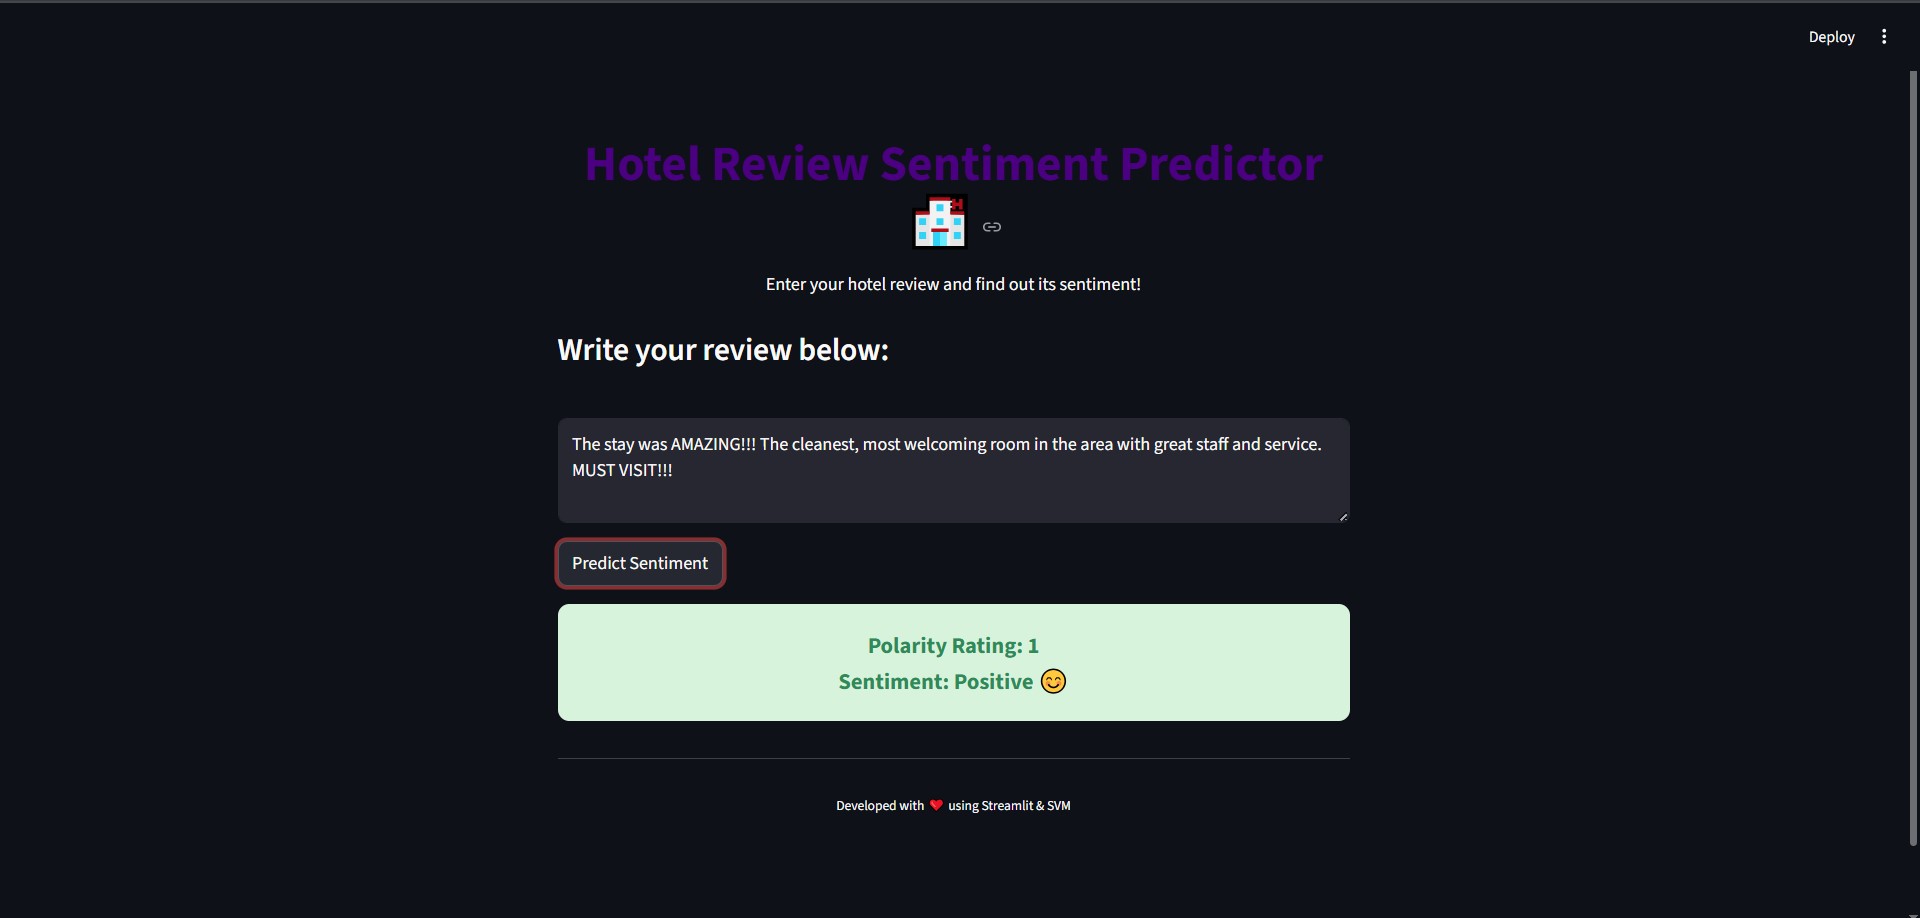 Deploy
Hotel Review Sentiment Predictor
Enter your hotel review and find out its sentiment!
Write your review below:
The stay was AMAZING!!! The cleanest, most welcoming room in the area with great staff and service.
MUST VISIT!!!
Predict Sentiment
Polarity Rating: 1
Sentiment: Positive 😊
Developed with ❤️ using Streamlit & SVM